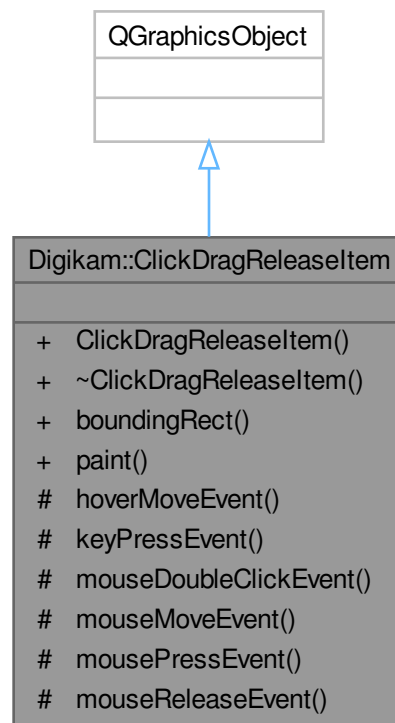 QGraphicsObject
Digikam::ClickDragReleaseItem
+ ClickDragReleaseItem()
+ ~ClickDragReleaseItem()
+ boundingRect()
+ paint()
# hoverMoveEvent()
# keyPressEvent()
# mouseDoubleClickEvent()
# mouseMoveEvent()
# mousePressEvent()
# mouseReleaseEvent()